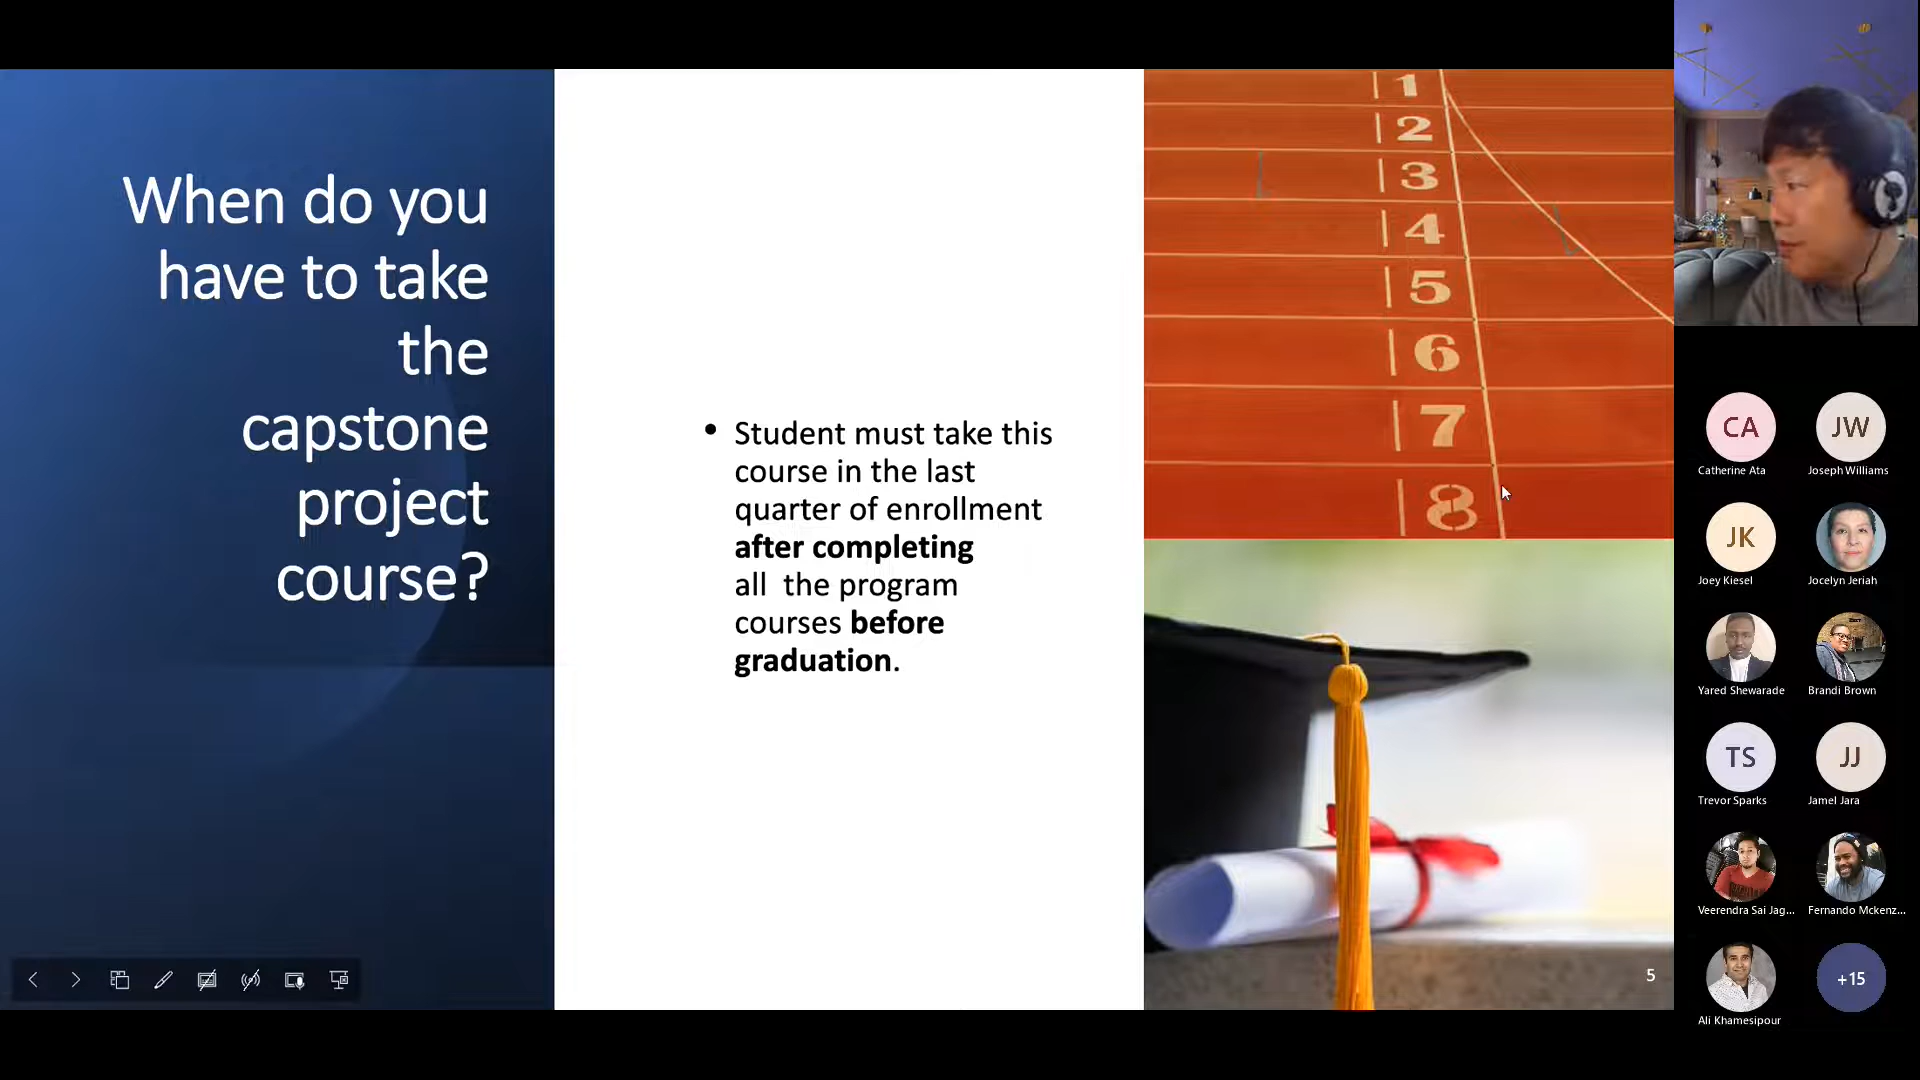 When do you
have to take
the
capstone
project
course?
• Student must take this
course in the last
quarter of enrollment
after completing
all  the program
courses before
graduation.
1
2
3
4
5
6
7
8
5
CA
Catherine Ata
JW
Joseph Williams
JK
Joey Kiesel
Jocelyn Jeriah
Yared Shewarade
Brandi Brown
TS
Trevor Sparks
JJ
Jamel Jara
Veerendra Sai Jag...
Fernando Mckenz...
Ali Khamesipour
+15